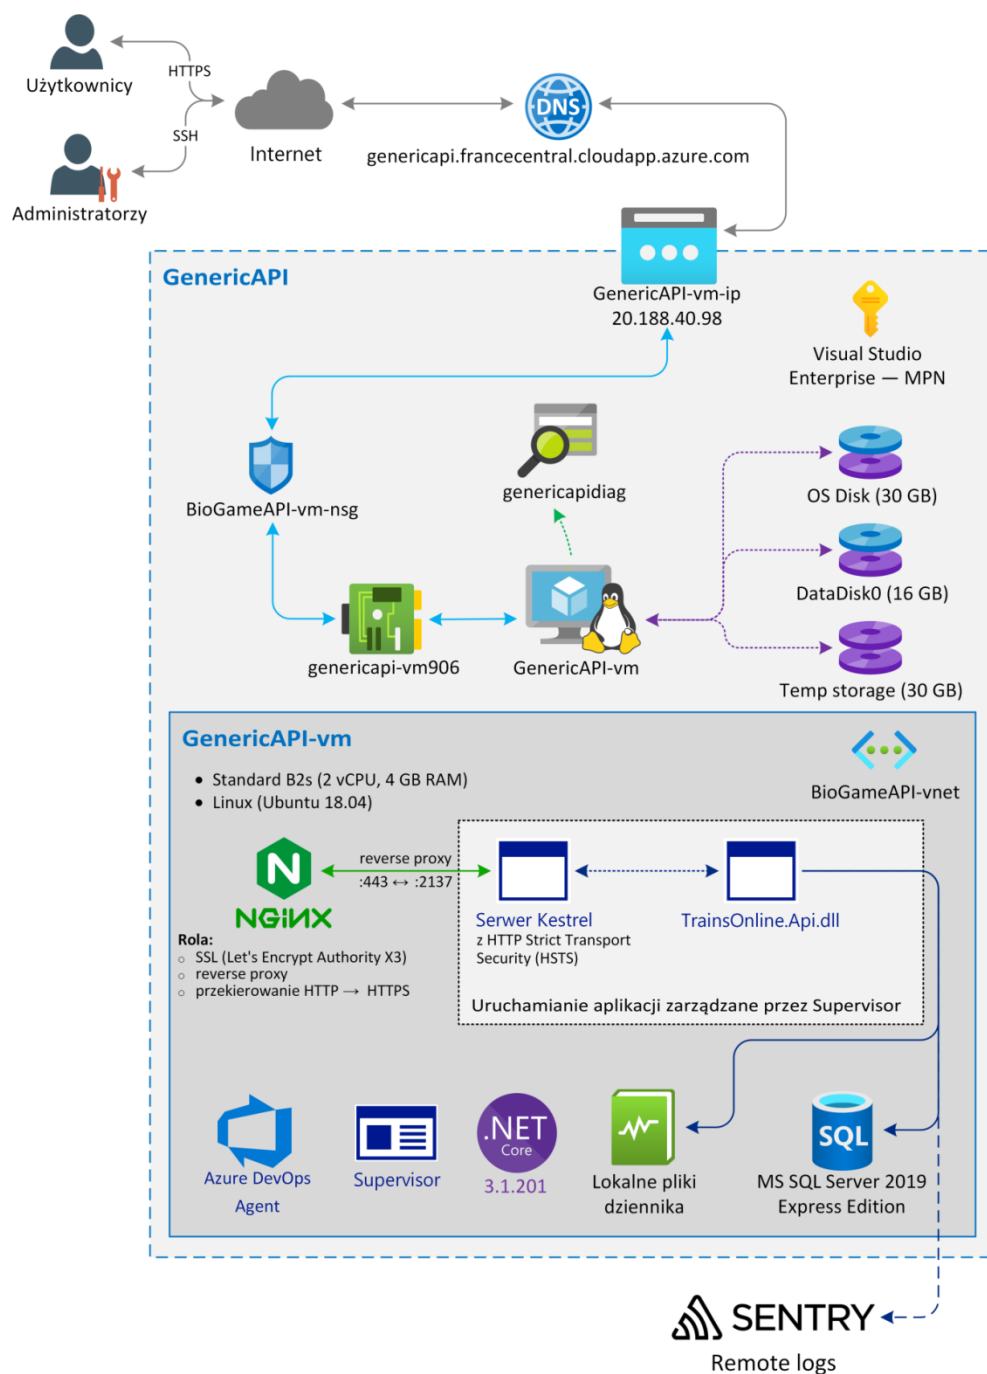 Użytkownicy
HTTPS
SSH
Administratorzy
Internet
DNS
genericapi.francecentral.cloudapp.azure.com
GenericAPI
GenericAPI-vm-ip
20.188.40.98
Visual Studio
Enterprise — MPN
BioGameAPI-vm-nsg
genericapidiag
OS Disk (30 GB)
DataDisk0 (16 GB)
genericapi-vm906
GenericAPI-vm
Temp storage (30 GB)
GenericAPI-vm
• Standard B2s (2 vCPU, 4 GB RAM)
• Linux (Ubuntu 18.04)
BioGameAPI-vnet
N
NGINX
reverse proxy
:443 ↔ :2137
Rola:
○ SSL (Let's Encrypt Authority X3)
○ reverse proxy
○ przekierowanie HTTP → HTTPS
Serwer Kestrel
z HTTP Strict Transport
Security (HSTS)
TrainsOnline.Api.dll
Uruchamianie aplikacji zarządzane przez Supervisor
Azure DevOps
Agent
Supervisor
.NET
Core
3.1.201
Lokalne pliki
dziennika
SQL
MS SQL Server 2019
Express Edition
SENTRY
Remote logs